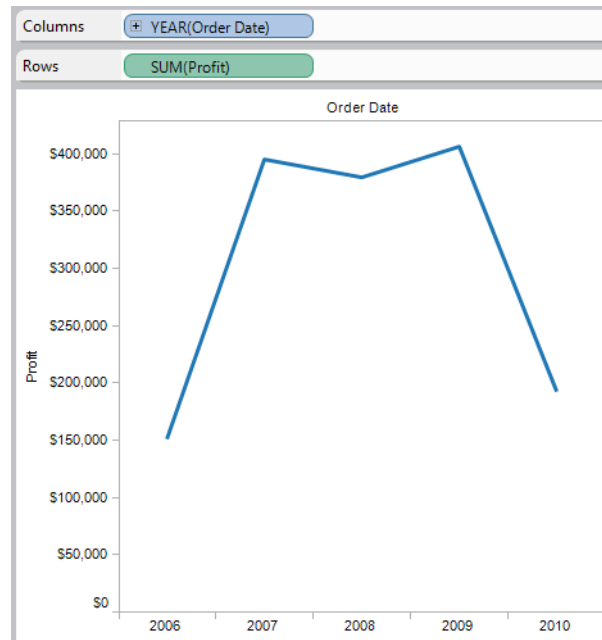 Columns YEAR(Order Date)
Rows SUM(Profit)
Order Date
$400,000
$350,000
$300,000
$250,000
Profit
$200,000
$150,000
$100,000
$50,000
$0
2006 2007 2008 2009 2010